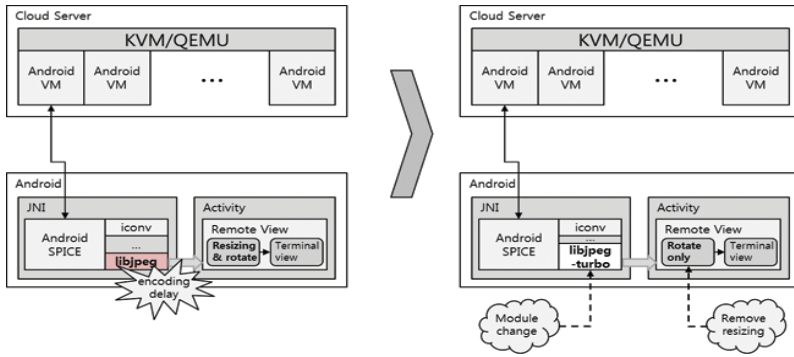 Cloud Server
KVM/QEMU
Android VM
Android VM
...
Android VM
Android
JNI
Android SPICE
iconv
...
libjpeg
encoding delay
Activity
Remote View
Resizing & rotate
Terminal view
Cloud Server
KVM/QEMU
Android VM
Android VM
...
Android VM
Android
JNI
Android SPICE
iconv
...
libjpeg -turbo
Activity
Remote View
Rotate only
Terminal view
Module change
Remove resizing